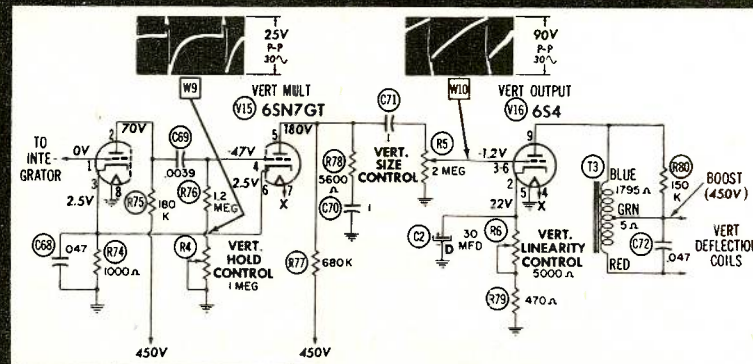 25V
P-P
30~
90V
P-P
30~
W9
W10
VERT MULT
V15 6SN7GT
VERT OUTPUT
V16 6S4
70V
180V
C71
1
TO
INTE-
GRATOR
0V
2
1
3
8
C69
.0039
-47V
5
4
6
7
X
2.5V
2.5V
R76
1.2
MEG
R75
180
K
R78
5600
Ω
C70
1
VERT.
SIZE
CONTROL
R5
2 MEG
-1.2V
9
3-6
2
5
4
X
22V
T3
BLUE
1795Ω
GRN
5Ω
RED
R80
150
K
BOOST
(450V)
C72
.047
VERT
DEFLECTION
COILS
C68
.047
R74
1000Ω
R4
VERT.
HOLD
CONTROL
1 MEG
R77
680K
C2
D
30
MFD
R6
VERT.
LINEARITY
CONTROL
5000Ω
R79
470Ω
450V
450V